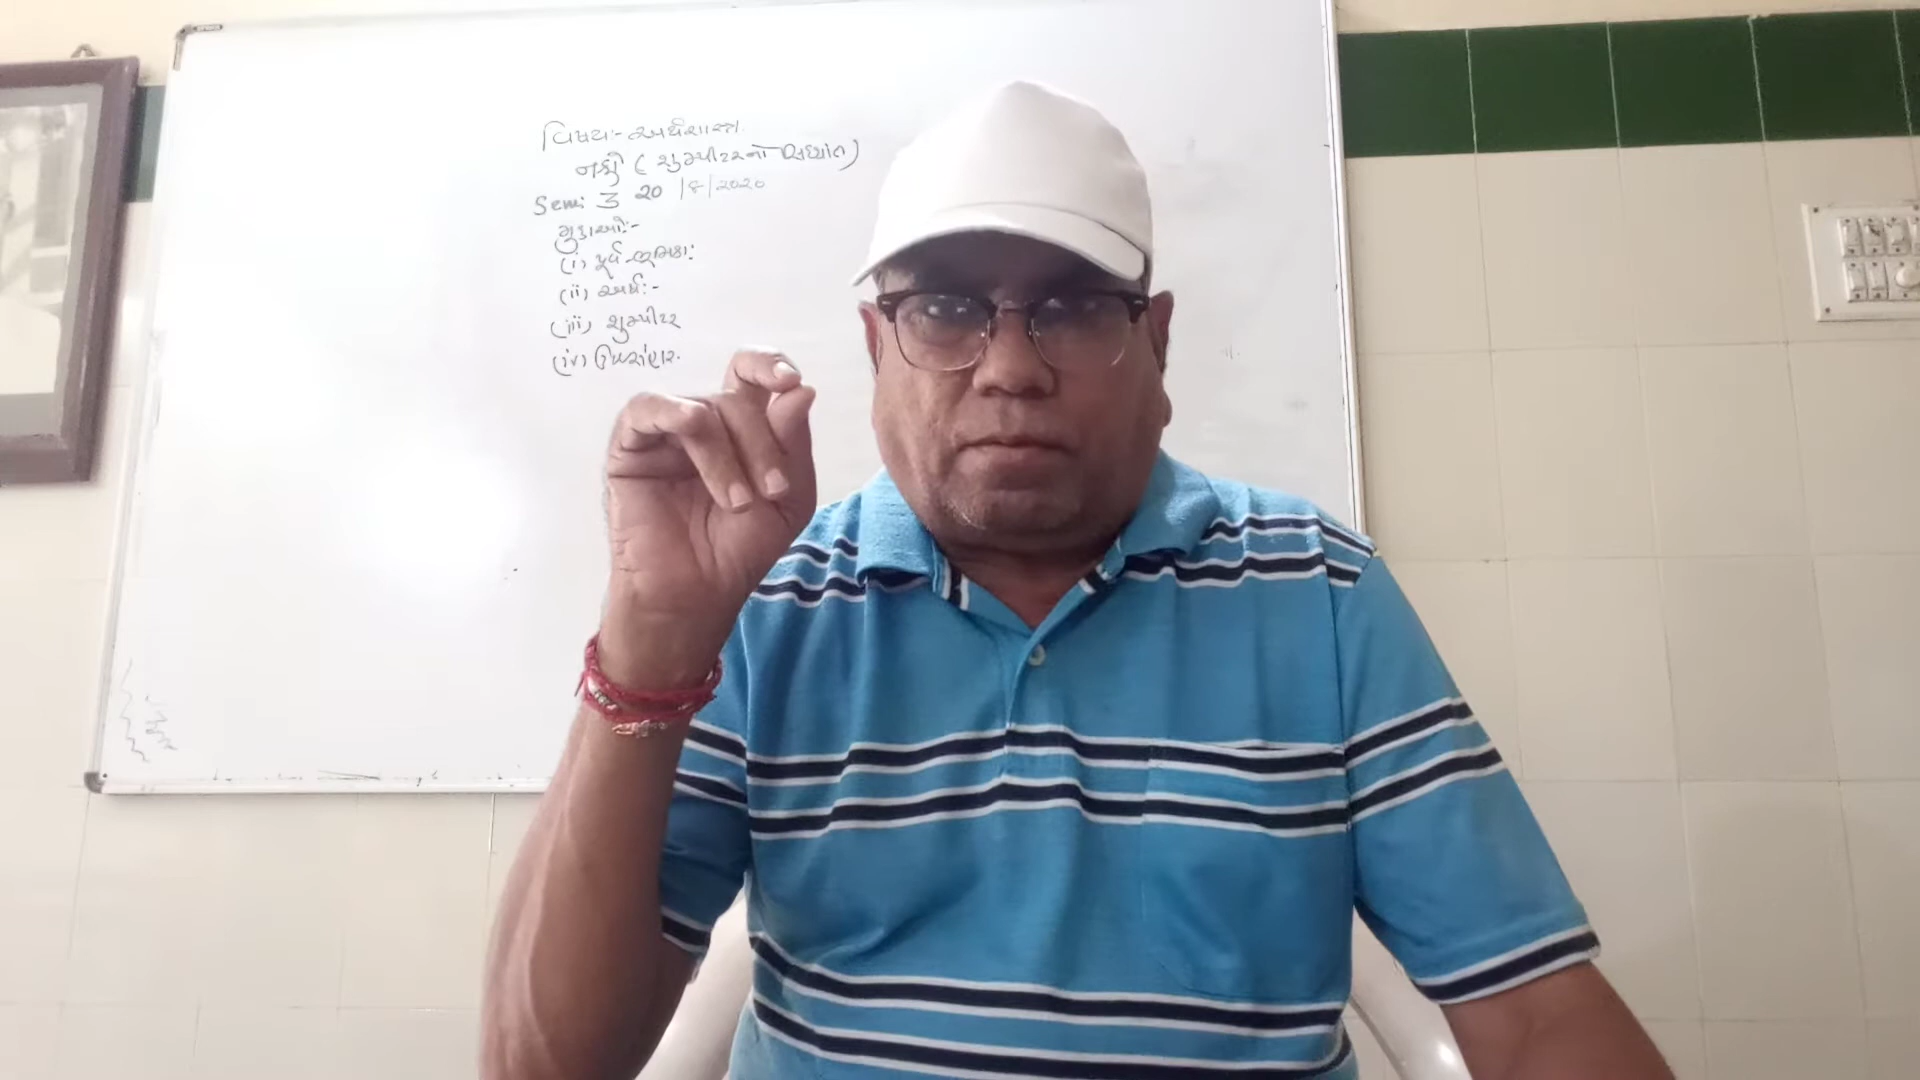 વિષય:- અર્થશાસ્ત્ર.
નફો (શુમ્પીટરનો સિધ્ધાંત)
Sem: 3 20/8/2020
મુદ્દાઓ:-
(i) પૂર્વ ભૂમિકા:
(ii) અર્થ:-
(iii) શુમ્પીટર
(iv) ઉપસંહાર.